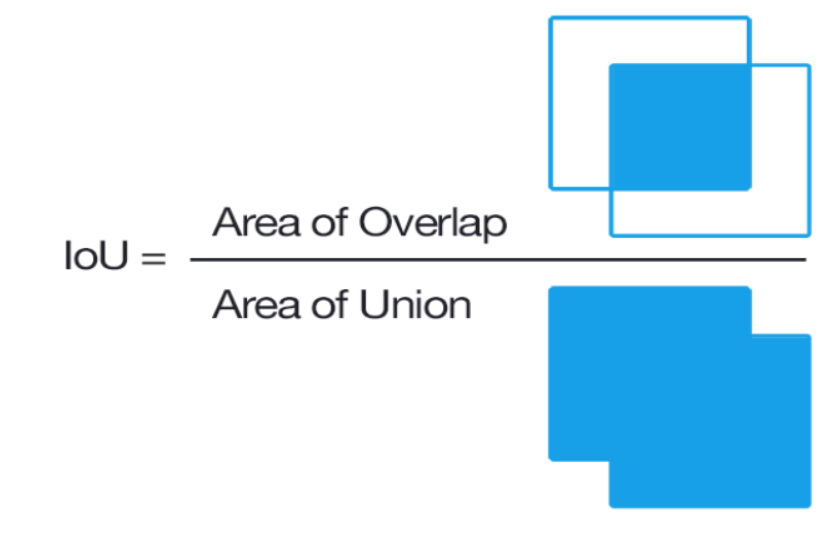 Area of Overlap
IoU =
Area of Union